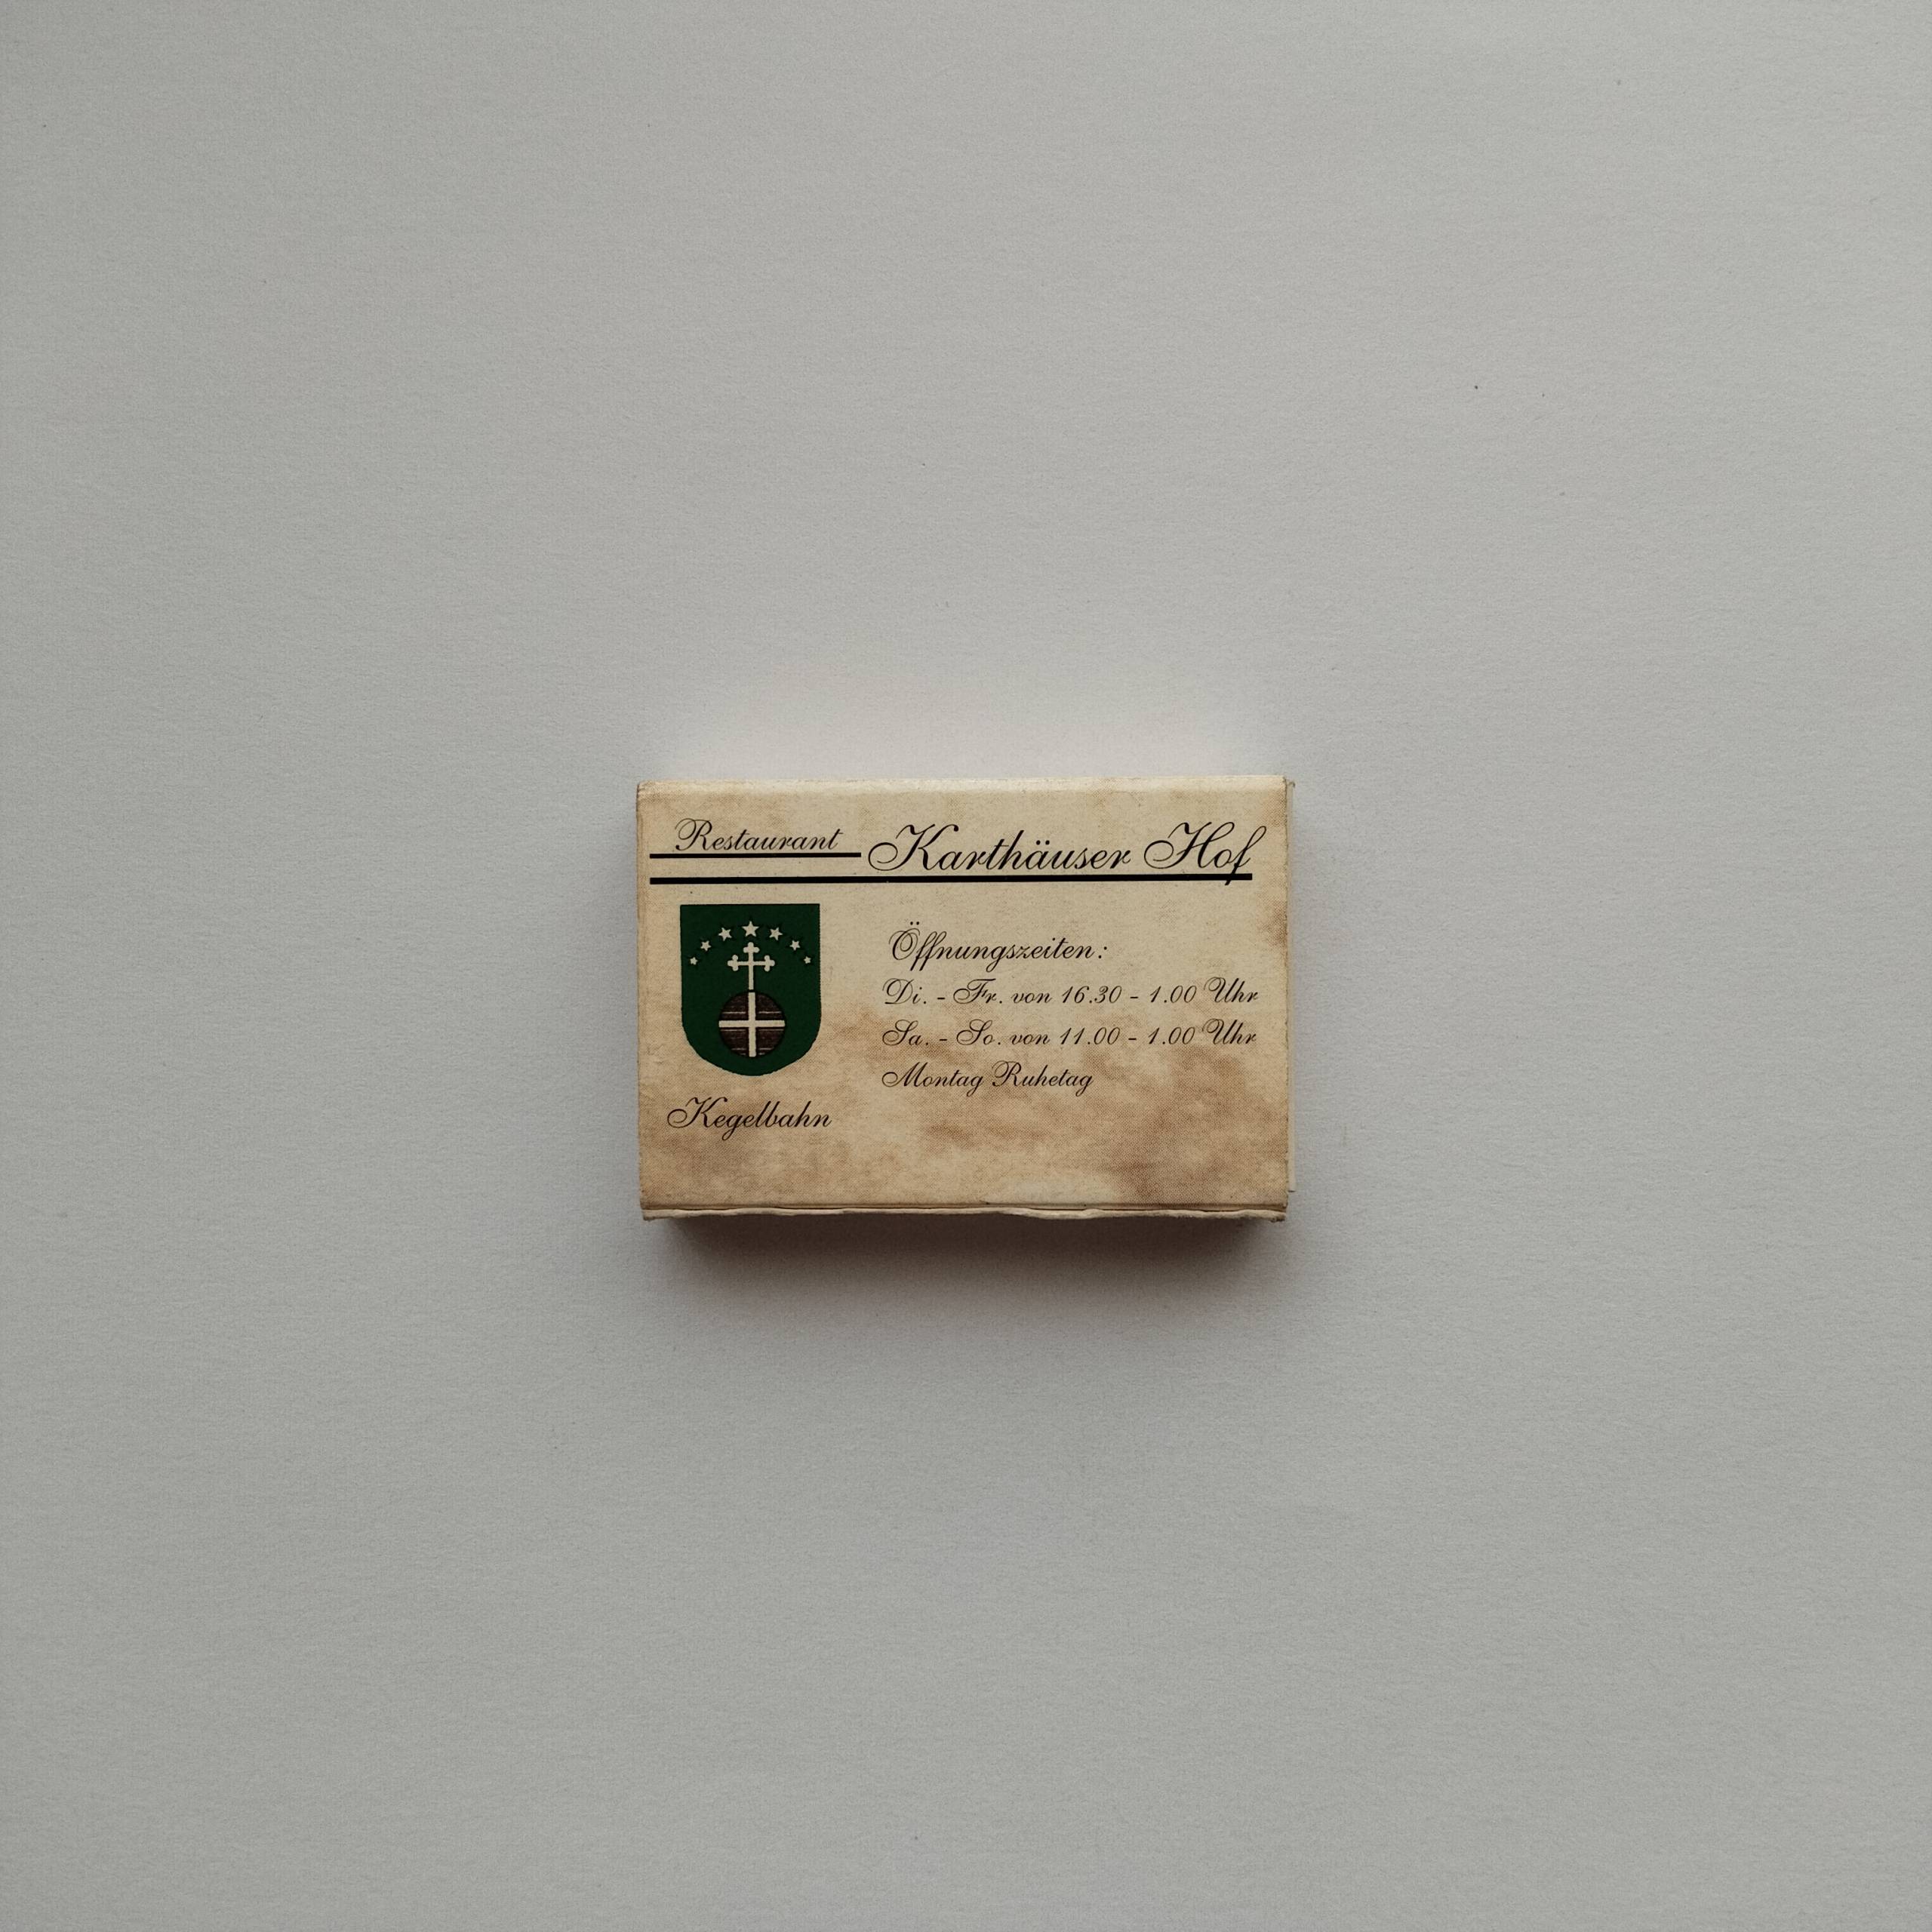 Restaurant Karthäuser Hof
Öffnungszeiten:
Di. - Fr. von 16.30 - 1.00 Uhr
Sa. - So. von 11.00 - 1.00 Uhr
Montag Ruhetag
Kegelbahn